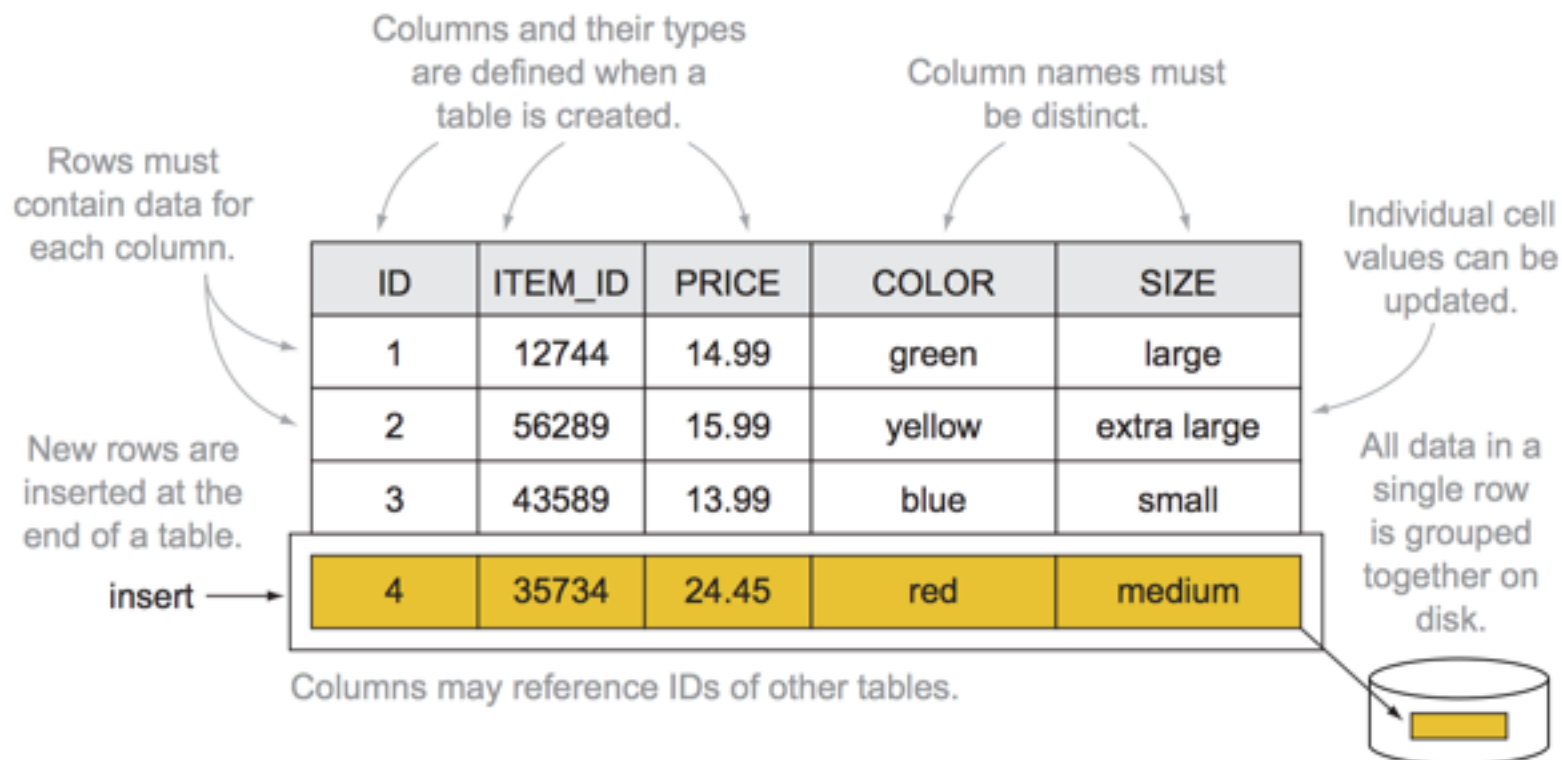 Columns and their types
are defined when a
table is created.
Column names must
be distinct.
Rows must
contain data for
each column.
Individual cell
values can be
updated.
ID ITEM_ID PRICE COLOR SIZE
1 12744 14.99 green large
2 56289 15.99 yellow extra large
3 43589 13.99 blue small
New rows are
inserted at the
end of a table.
All data in a
single row
is grouped
together on
disk.
insert
4 35734 24.45 red medium
Columns may reference IDs of other tables.